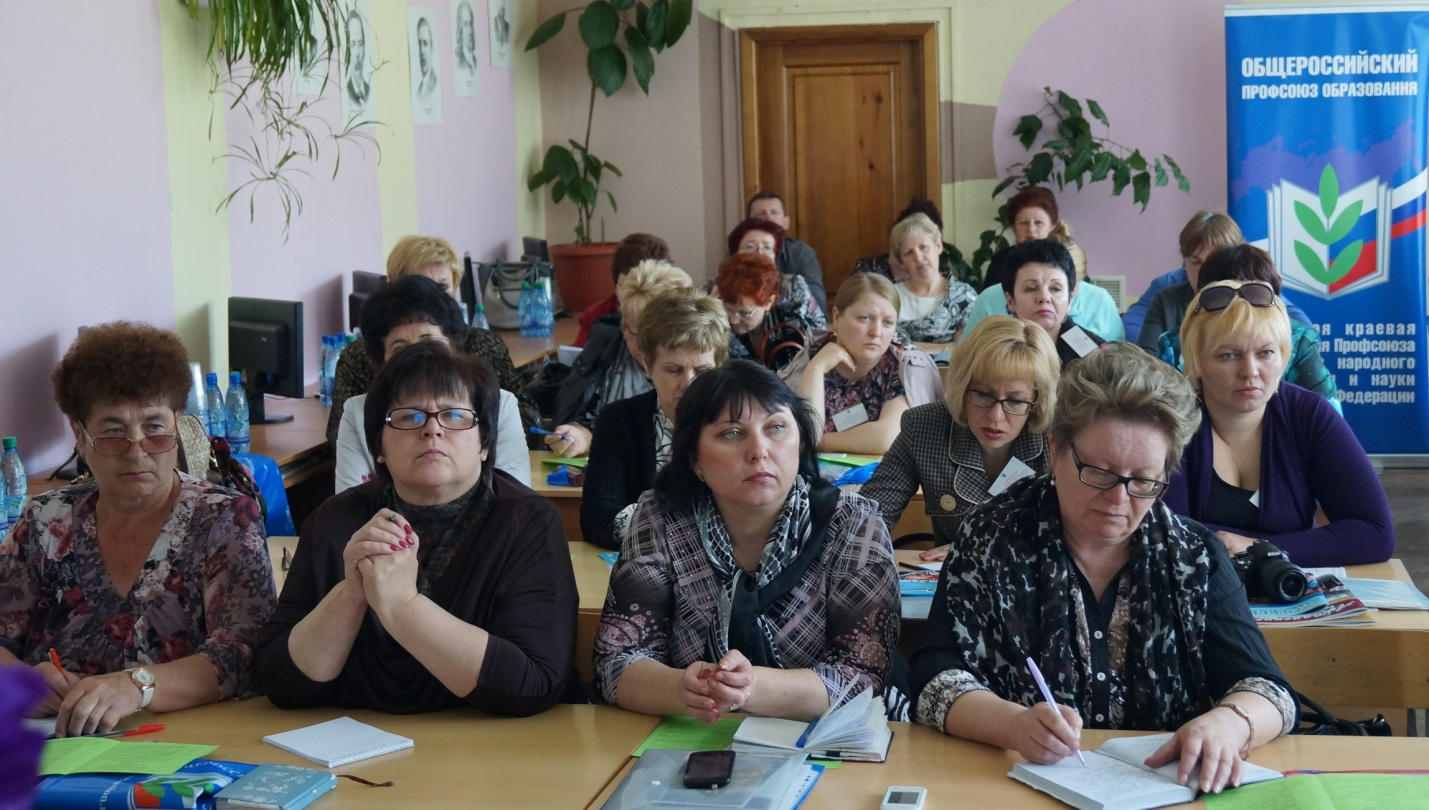 ОБЩЕРОССИЙСКИЙ
ПРОФСОЮЗ ОБРАЗОВАНИЯ
краевая
Профсоюза
народного
и науки
Федерации